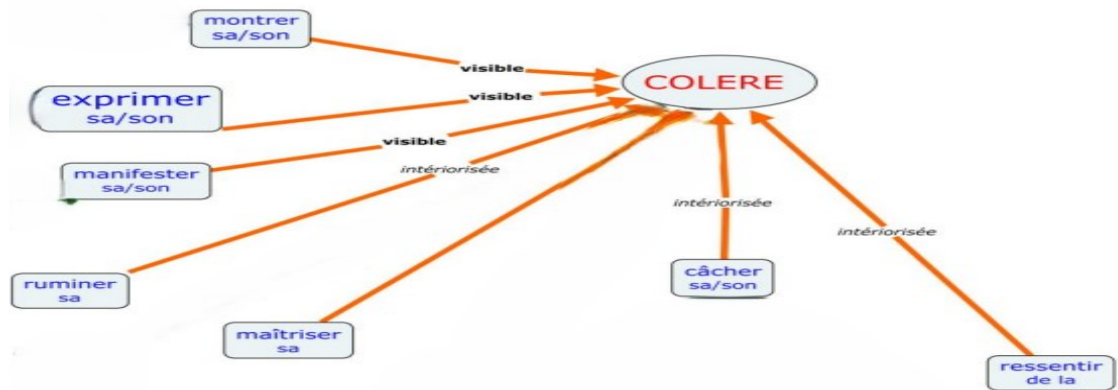 montrer
sa/son
visible
COLERE
exprimer
sa/son
visible
visible
manifester
sa/son
intériorisée
intériorisée
intériorisée
ruminer
sa
câcher
sa/son
maîtriser
sa
ressentir
de la